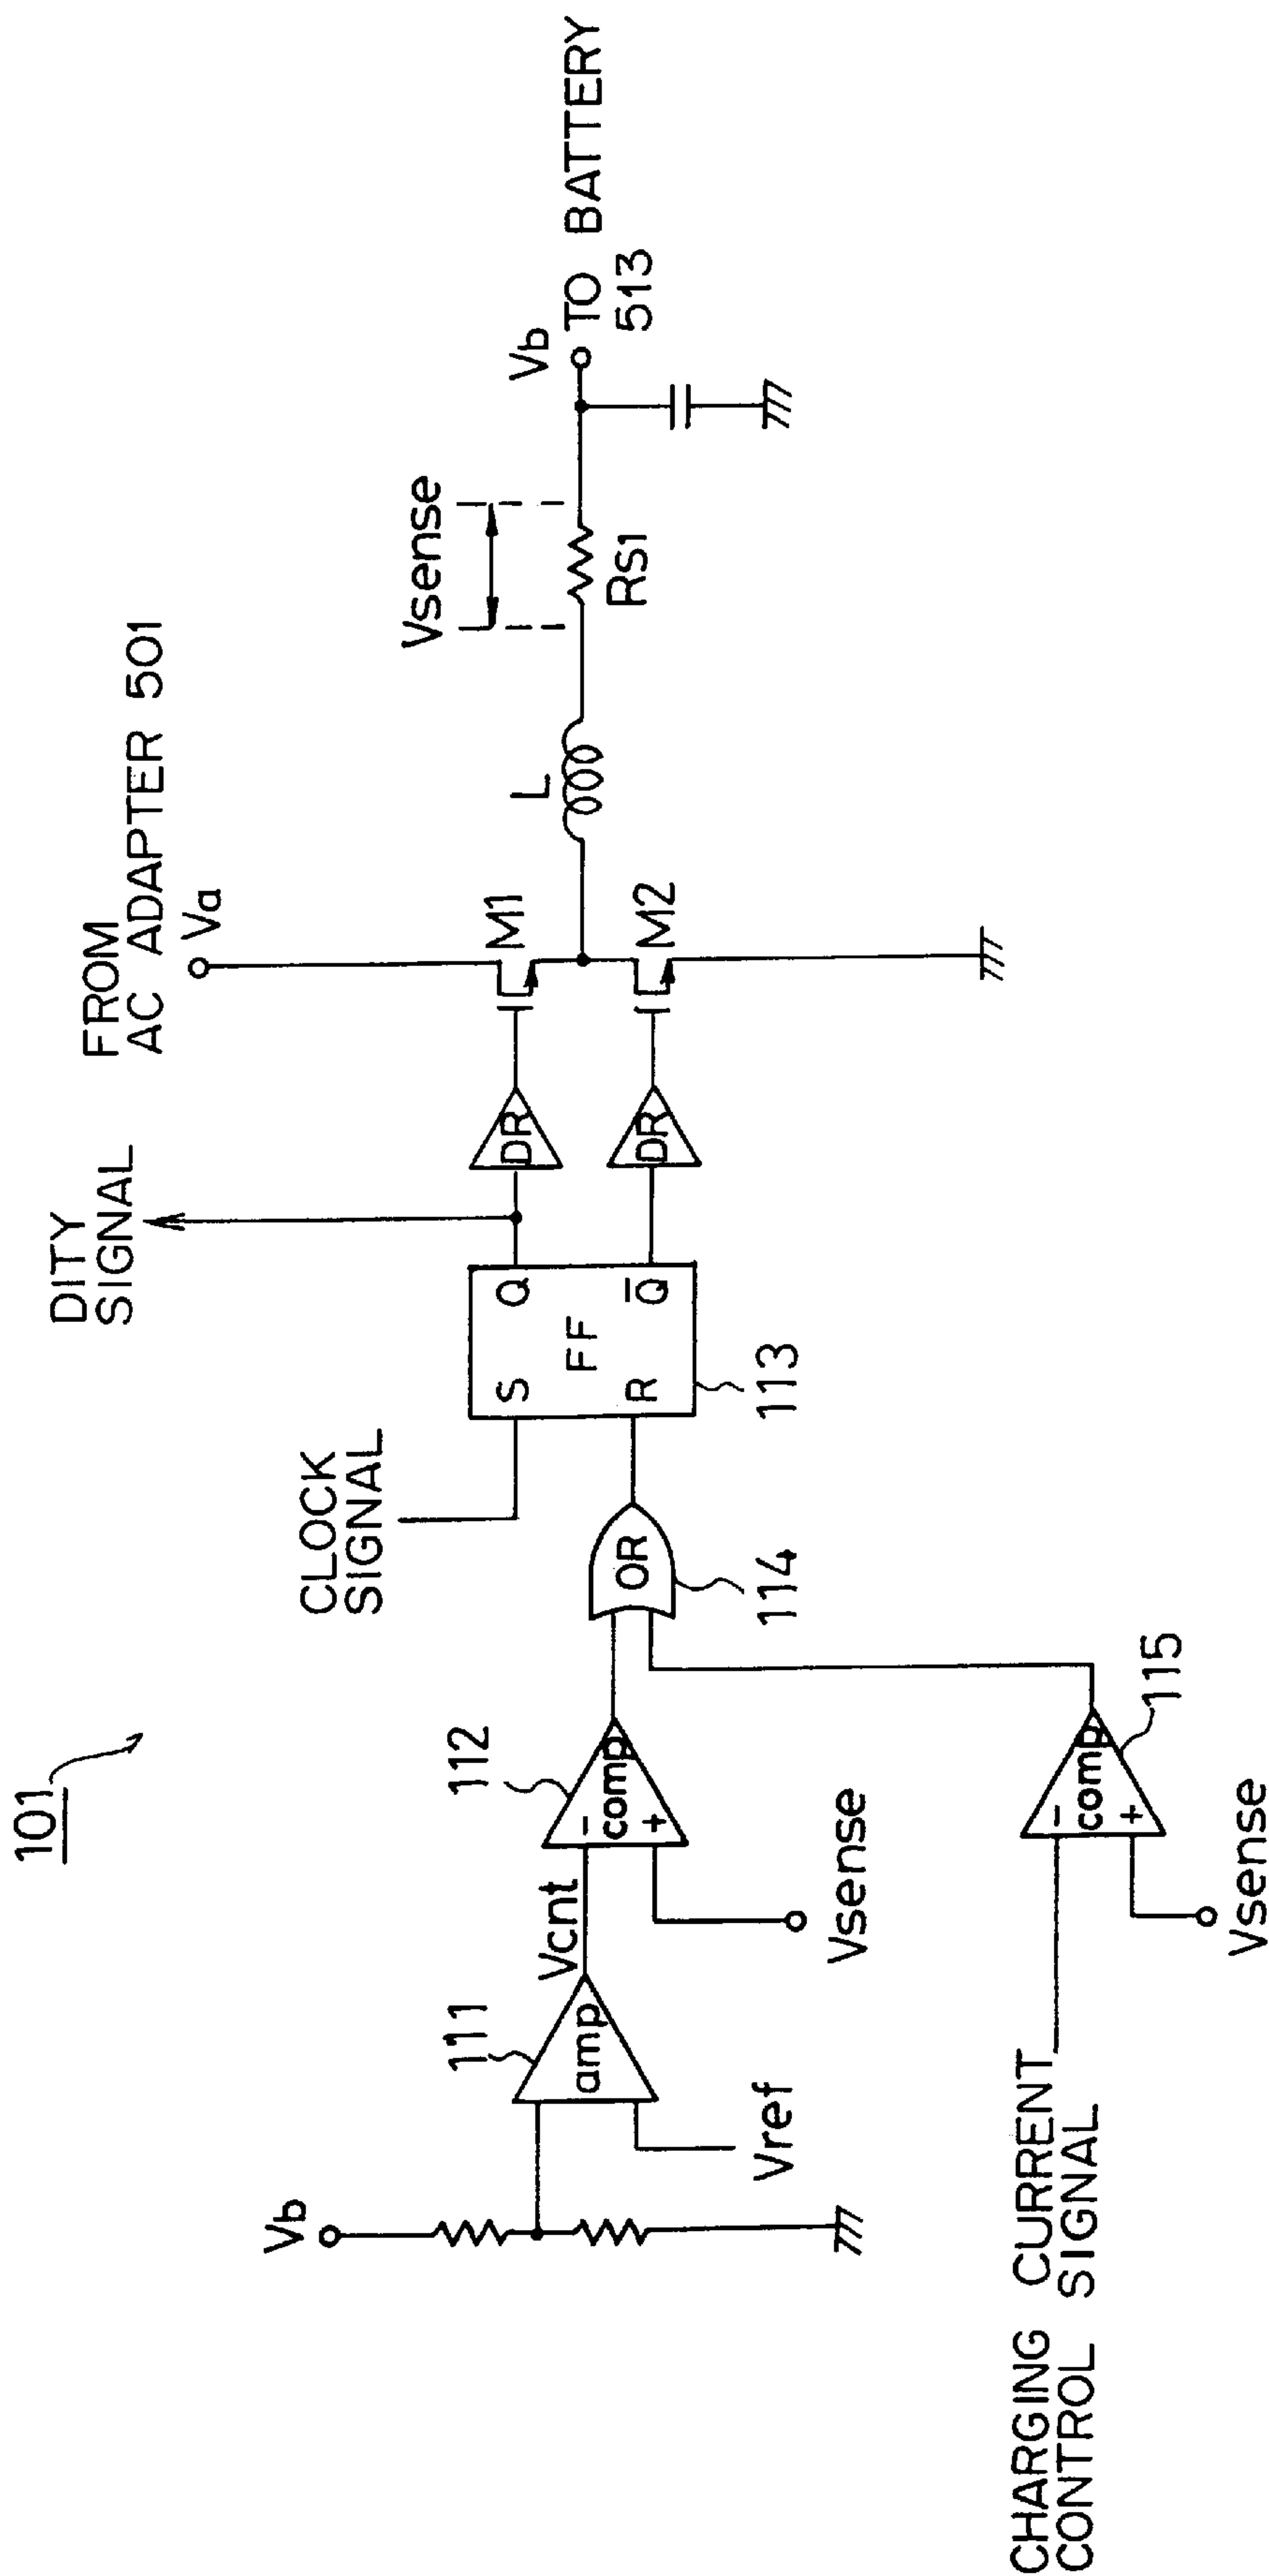 101
DITY
SIGNAL
FROM
AC ADAPTER 501
Va
CLOCK
SIGNAL
Vb
111
amp
Vref
Vcnt
112
comp
-
+
Vsense
OR
114
S
Q
FF
R
Q̅
113
DR
DR
M1
M2
L
Vsense
Rs1
Vb
TO BATTERY
513
CHARGING CURRENT
CONTROL SIGNAL
-
comp
+
115
Vsense